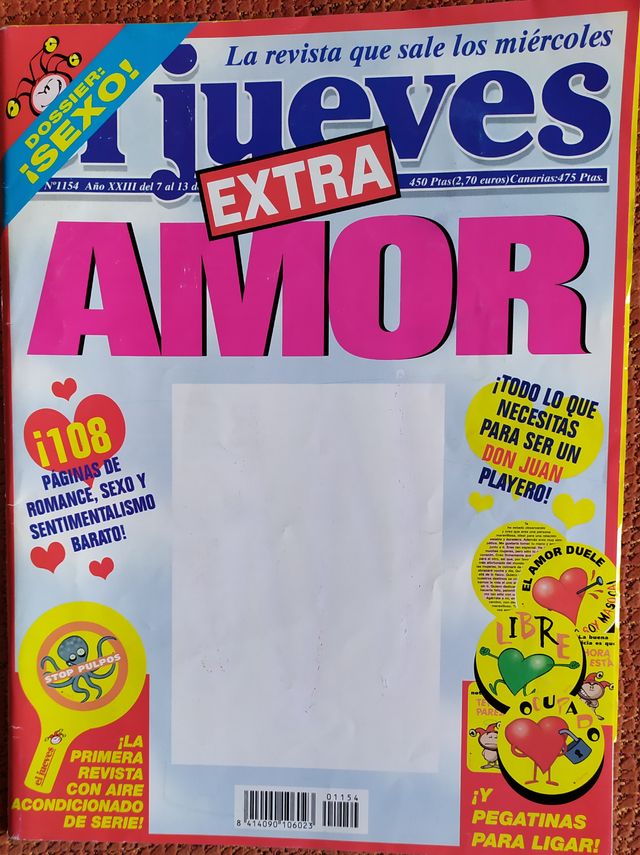 La revista que sale los miércoles
DOSSIER:
¡SEXO!
el jueves
Nº1154 Año XXIII del 7 al 13 d
450 Ptas(2,70 euros)Canarias:475 Ptas.
EXTRA
AMOR
¡108
PÁGINAS DE
ROMANCE, SEXO Y
SENTIMENTALISMO
BARATO!
¡TODO LO QUE
NECESITAS
PARA SER UN
DON JUAN
PLAYERO!
EL AMOR DUELE
LIBRE
OCUPADO
STOP PULPOS
el jueves
¡LA
PRIMERA
REVISTA
CON AIRE
ACONDICIONADO
DE SERIE!
01154
8 414090 106023
¡Y
PEGATINAS
PARA LIGAR!